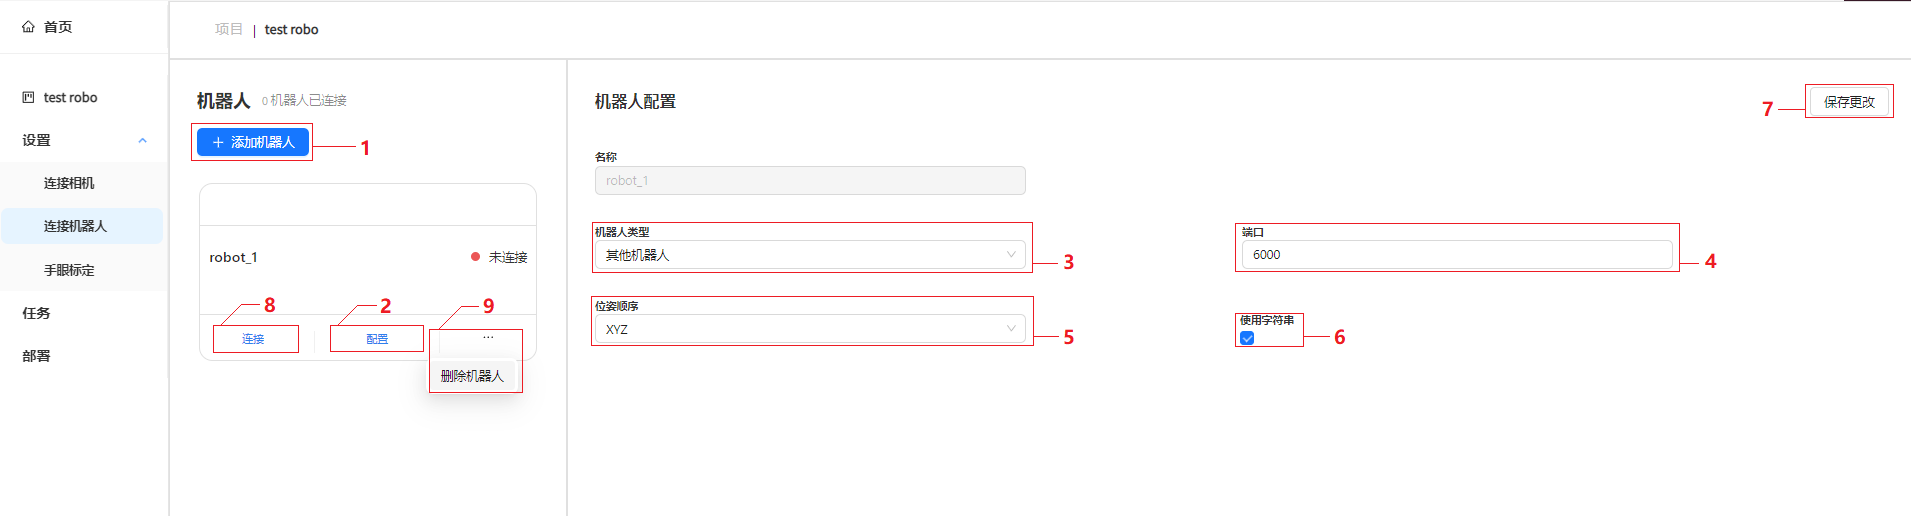 首页
项目 | test robo
test robo
设置
连接相机
连接机器人
手眼标定
任务
部署
机器人 0 机器人已连接
+ 添加机器人
1
robot_1 未连接
8
2
9
连接 配置 ...
删除机器人
机器人配置
7
保存更改
名称
robot_1
机器人类型
其他机器人
3
端口
6000
4
位姿顺序
XYZ
5
使用字符串
6